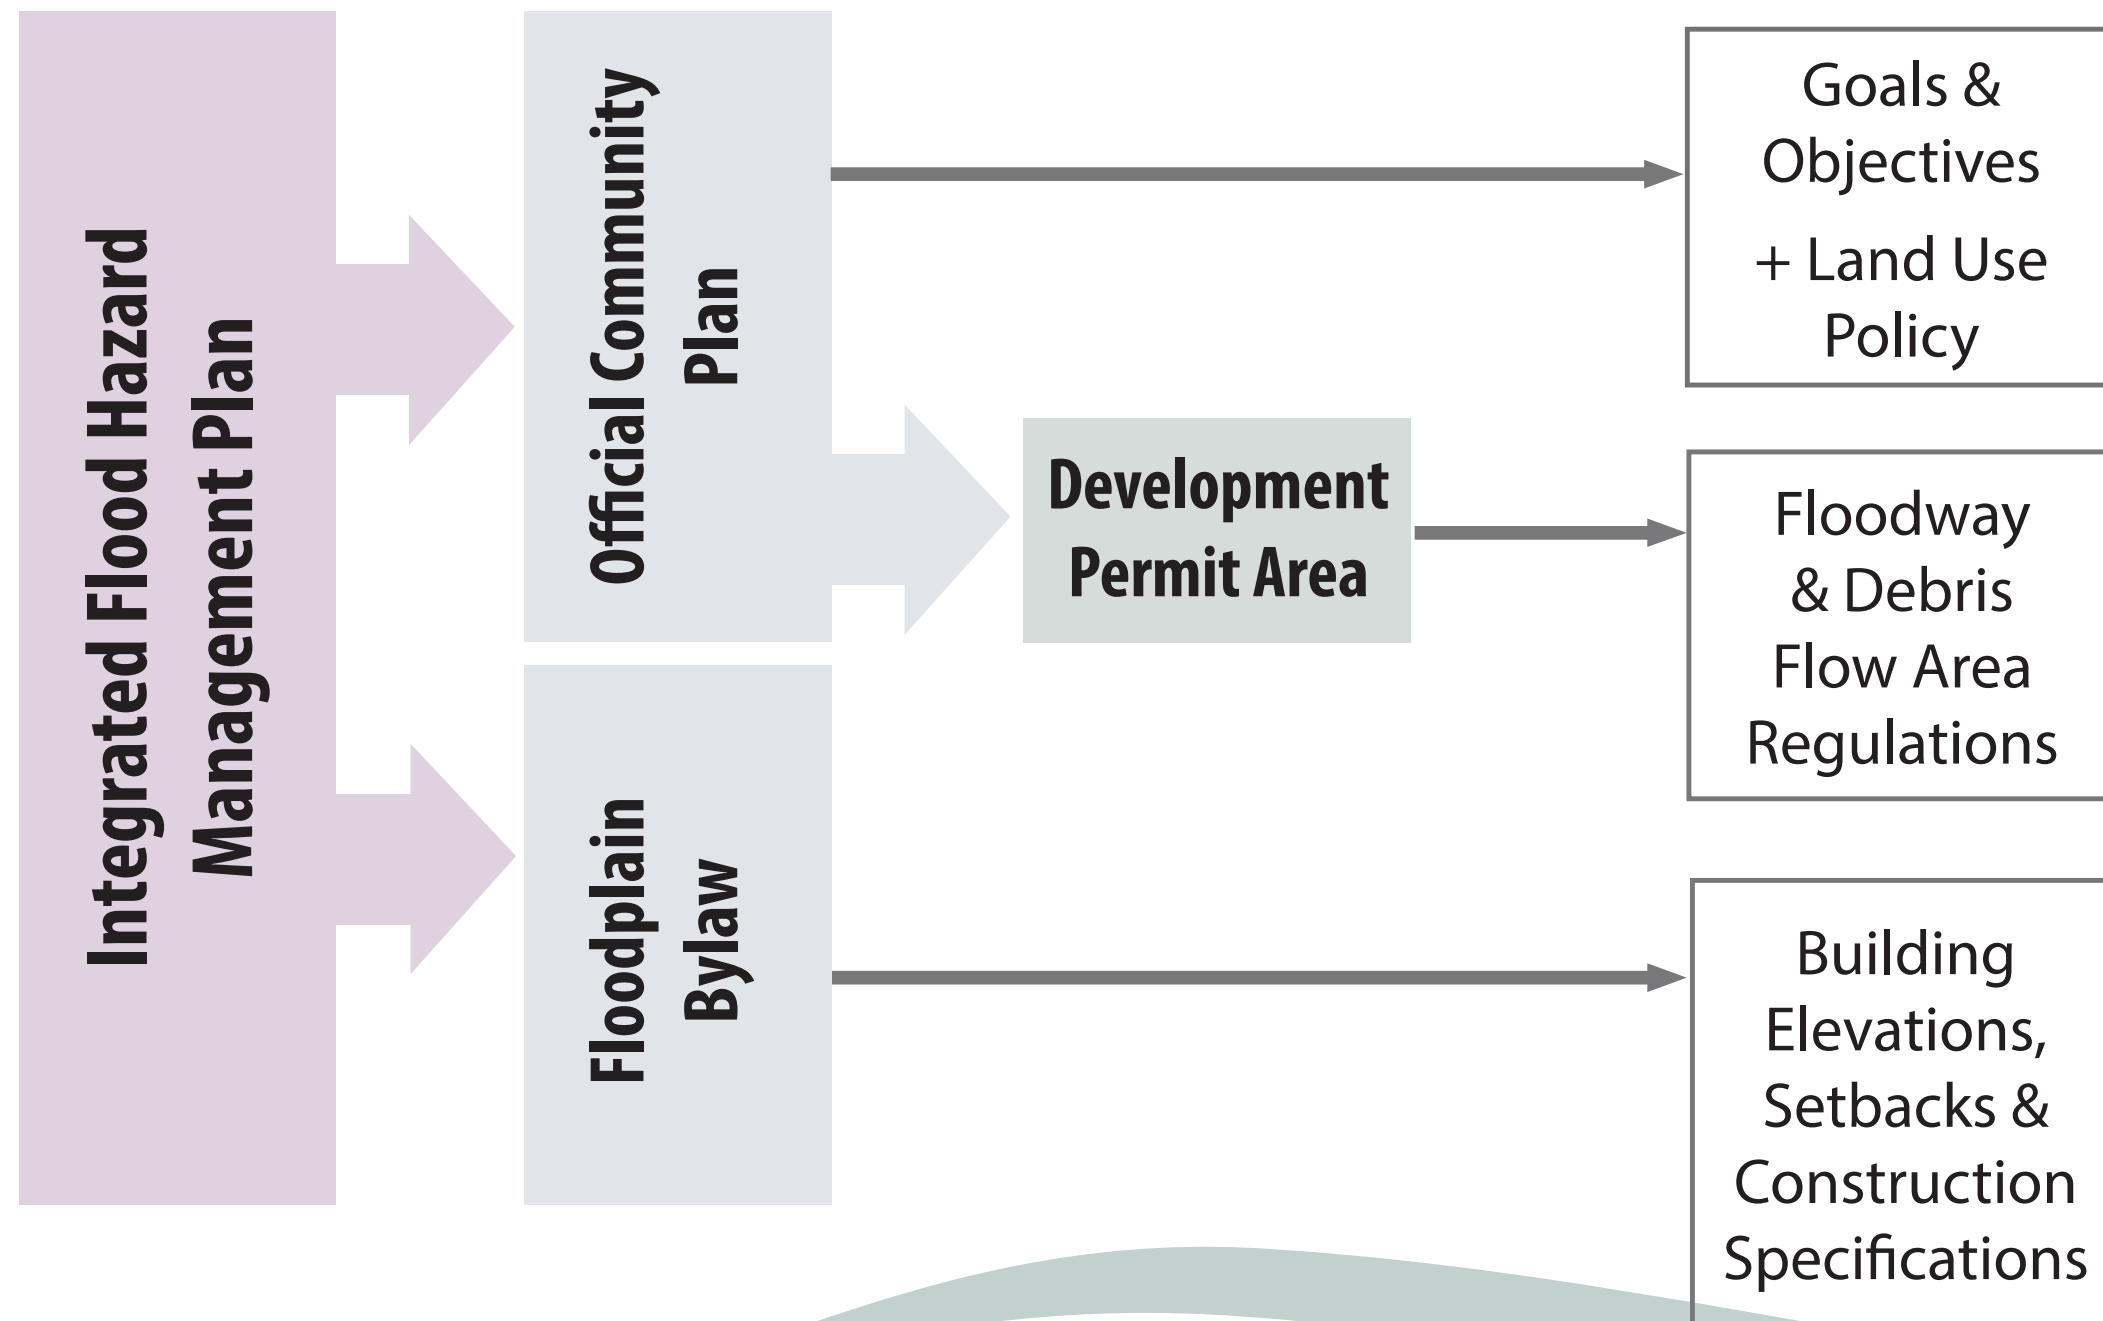 Integrated Flood Hazard
Management Plan
Official Community
Plan
Floodplain
Bylaw
Development
Permit Area
Goals &
Objectives
+ Land Use
Policy
Floodway
& Debris
Flow Area
Regulations
Building
Elevations,
Setbacks &
Construction
Specifications